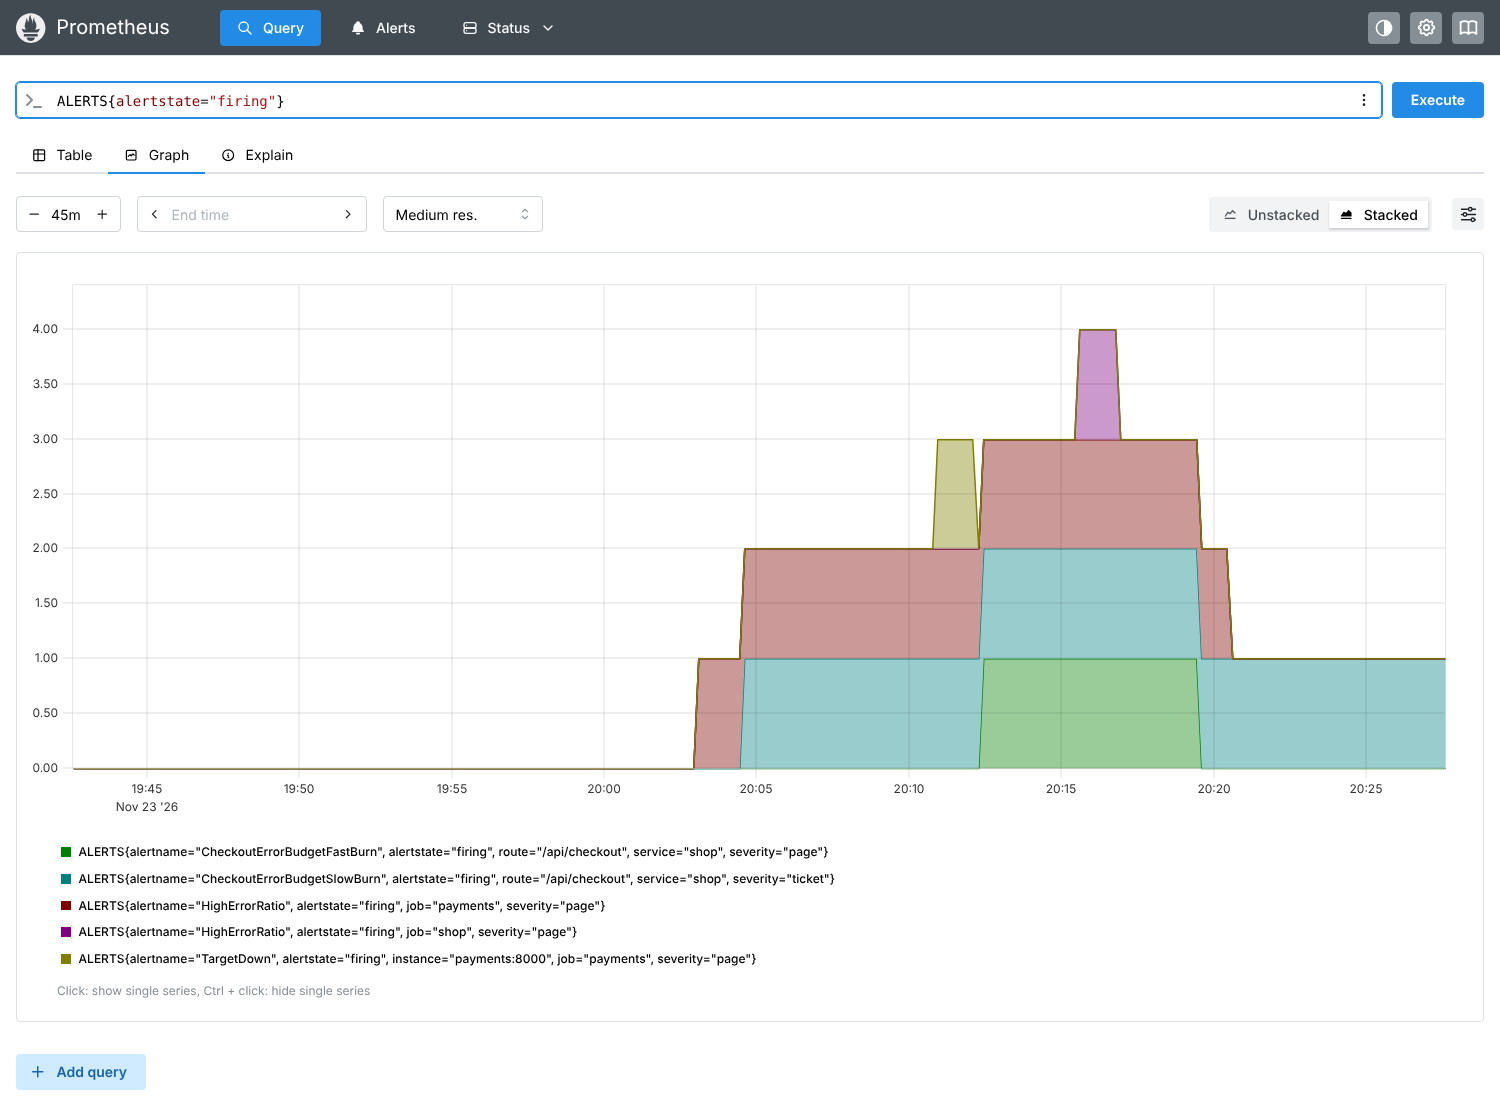 Prometheus
Query
Alerts
Status
ALERTS{alertstate="firing"}
Execute
Table
Graph
Explain
45m
End time
Medium res.
Unstacked
Stacked
4.00
3.50
3.00
2.50
2.00
1.50
1.00
0.50
0.00
19:45 19:50 19:55 20:00 20:05 20:10 20:15 20:20 20:25
Nov 23 '26
ALERTS{alertname="CheckoutErrorBudgetFastBurn", alertstate="firing", route="/api/checkout", service="shop", severity="page"}
ALERTS{alertname="CheckoutErrorBudgetSlowBurn", alertstate="firing", route="/api/checkout", service="shop", severity="ticket"}
ALERTS{alertname="HighErrorRatio", alertstate="firing", job="payments", severity="page"}
ALERTS{alertname="HighErrorRatio", alertstate="firing", job="shop", severity="page"}
ALERTS{alertname="TargetDown", alertstate="firing", instance="payments:8000", job="payments", severity="page"}
Click: show single series, Ctrl + click: hide single series
Add query